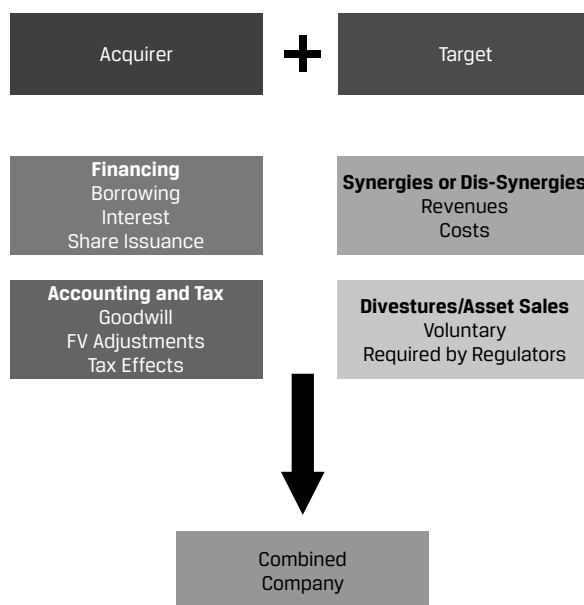 Acquirer
+
Target
Financing
Borrowing
Interest
Share Issuance
Synergies or Dis-Synergies
Revenues
Costs
Accounting and Tax
Goodwill
FV Adjustments
Tax Effects
Divestures/Asset Sales
Voluntary
Required by Regulators
Combined
Company